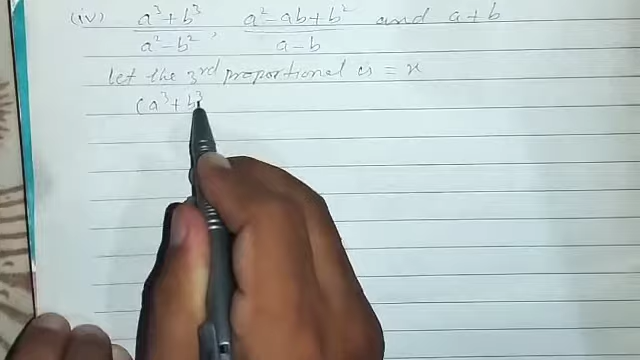 (iv) a³+b³/a²-b², a²-ab+b²/a-b and a+b
Let the 3rd proportional is = x
(a³+b³